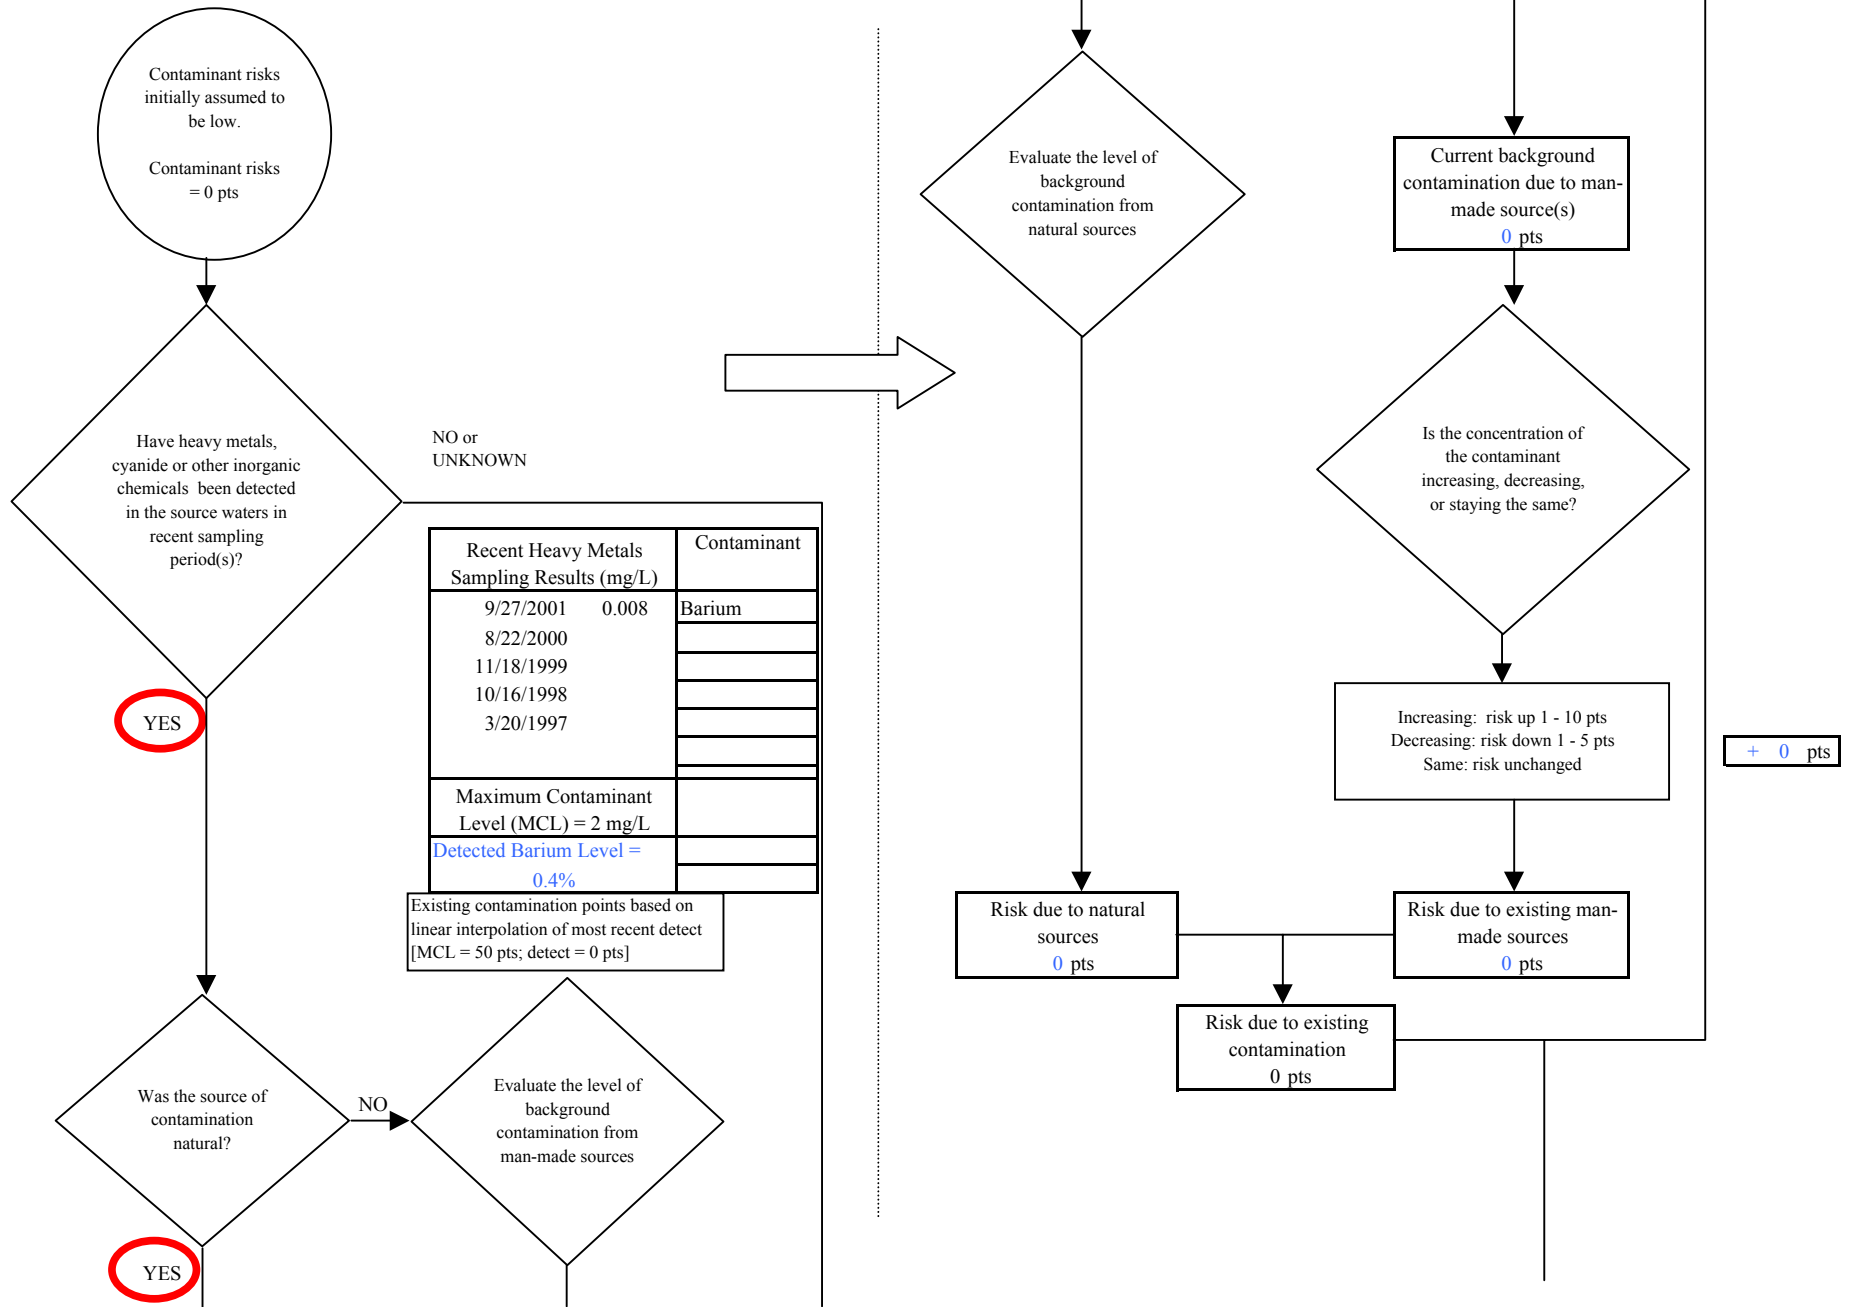 Contaminant risks
initially assumed to
be low.
Contaminant risks
= 0 pts
Have heavy metals,
cyanide or other inorganic
chemicals been detected
in the source waters in
recent sampling
period(s)?
NO or
UNKNOWN
YES
Recent Heavy Metals
Sampling Results (mg/L)
Contaminant
9/27/2001 0.008 Barium
8/22/2000
11/18/1999
10/16/1998
3/20/1997
Maximum Contaminant
Level (MCL) = 2 mg/L
Detected Barium Level =
0.4%
Existing contamination points based on
linear interpolation of most recent detect
[MCL = 50 pts; detect = 0 pts]
Was the source of
contamination
natural?
NO
YES
Evaluate the level of
background
contamination from
man-made sources
Evaluate the level of
background
contamination from
natural sources
Current background
contamination due to man-
made source(s)
0 pts
Is the concentration of
the contaminant
increasing, decreasing,
or staying the same?
Increasing: risk up 1 - 10 pts
Decreasing: risk down 1 - 5 pts
Same: risk unchanged
+ 0 pts
Risk due to natural
sources
0 pts
Risk due to existing man-
made sources
0 pts
Risk due to existing
contamination
0 pts